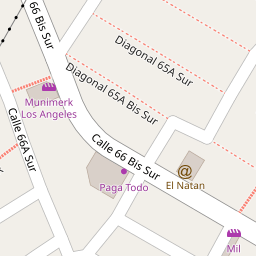 66 Bis Sur
Diagonal 65A Sur
Munimerk
Los Angeles
Diagonal 65A Bis Sur
Calle 66A Sur
Calle 66 Bis Sur
Paga Todo
@
El Natan
Mil